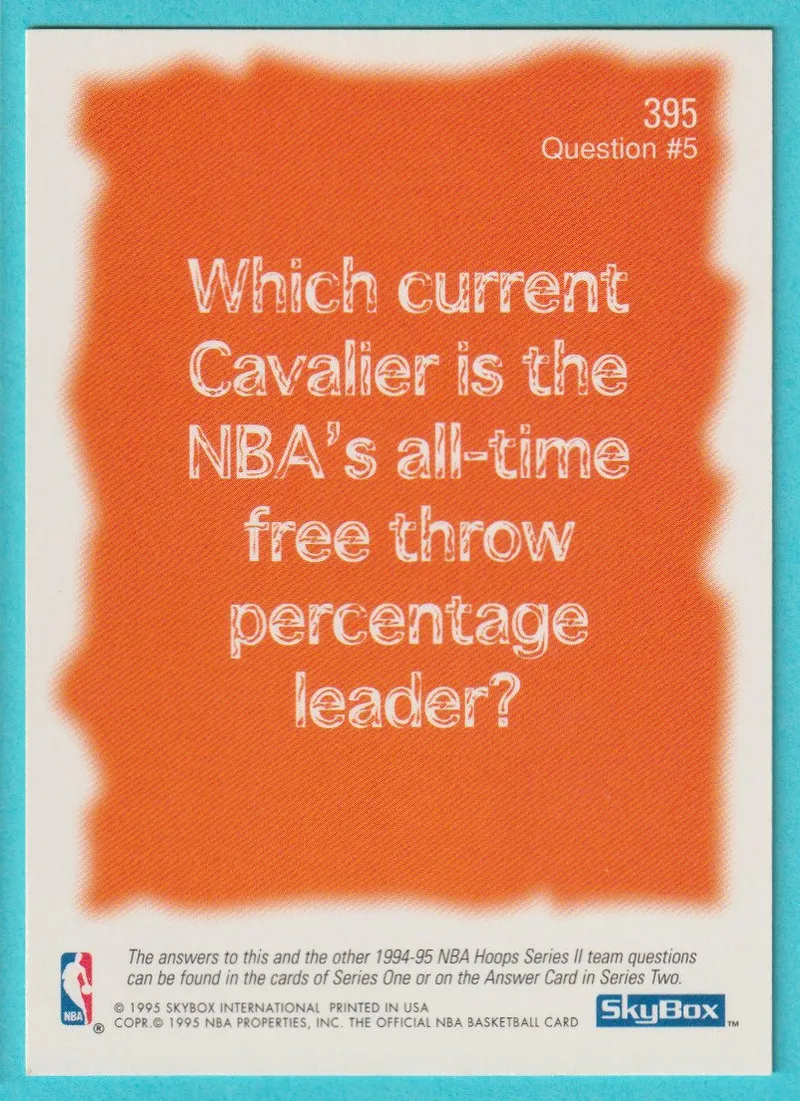 395
Question #5
Which current
Cavalier is the
NBA's all-time
free throw
percentage
leader?
The answers to this and the other 1994-95 NBA Hoops Series II team questions
can be found in the cards of Series One or on the Answer Card in Series Two.
© 1995 SKYBOX INTERNATIONAL PRINTED IN USA
COPR.© 1995 NBA PROPERTIES, INC. THE OFFICIAL NBA BASKETBALL CARD
NBA ®
SkyBox ™